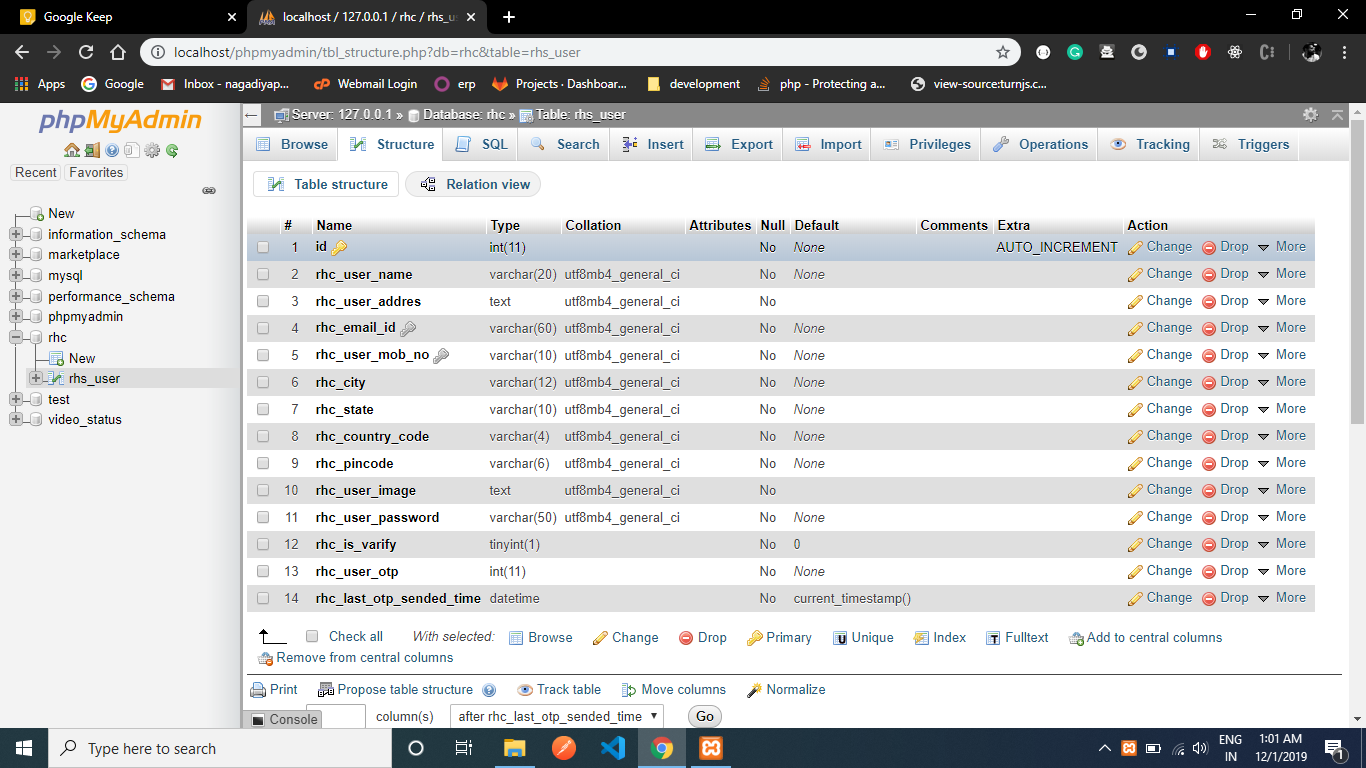 Google Keep
localhost / 127.0.0.1 / rhc / rhs_u
localhost/phpmyadmin/tbl_structure.php?db=rhc&table=rhs_user
Apps Google Inbox - nagadiyap... Webmail Login erp Projects · Dashboar... development php - Protecting a... view-source:turnjs.c...
phpMyAdmin
Recent Favorites
New
information_schema
marketplace
mysql
performance_schema
phpmyadmin
rhc
New
rhs_user
test
video_status
Server: 127.0.0.1 » Database: rhc » Table: rhs_user
Browse Structure SQL Search Insert Export Import Privileges Operations Tracking Triggers
Table structure Relation view
# Name Type Collation Attributes Null Default Comments Extra Action
1 id int(11) No None AUTO_INCREMENT Change Drop More
2 rhc_user_name varchar(20) utf8mb4_general_ci No None Change Drop More
3 rhc_user_addres text utf8mb4_general_ci No Change Drop More
4 rhc_email_id varchar(60) utf8mb4_general_ci No None Change Drop More
5 rhc_user_mob_no varchar(10) utf8mb4_general_ci No None Change Drop More
6 rhc_city varchar(12) utf8mb4_general_ci No None Change Drop More
7 rhc_state varchar(10) utf8mb4_general_ci No None Change Drop More
8 rhc_country_code varchar(4) utf8mb4_general_ci No None Change Drop More
9 rhc_pincode varchar(6) utf8mb4_general_ci No None Change Drop More
10 rhc_user_image text utf8mb4_general_ci No Change Drop More
11 rhc_user_password varchar(50) utf8mb4_general_ci No None Change Drop More
12 rhc_is_varify tinyint(1) No 0 Change Drop More
13 rhc_user_otp int(11) No None Change Drop More
14 rhc_last_otp_sended_time datetime No current_timestamp() Change Drop More
Check all With selected: Browse Change Drop Primary Unique Index Fulltext Add to central columns
Remove from central columns
Print Propose table structure Track table Move columns Normalize
Console column(s) after rhc_last_otp_sended_time Go
Type here to search
ENG
IN
1:01 AM
12/1/2019
1